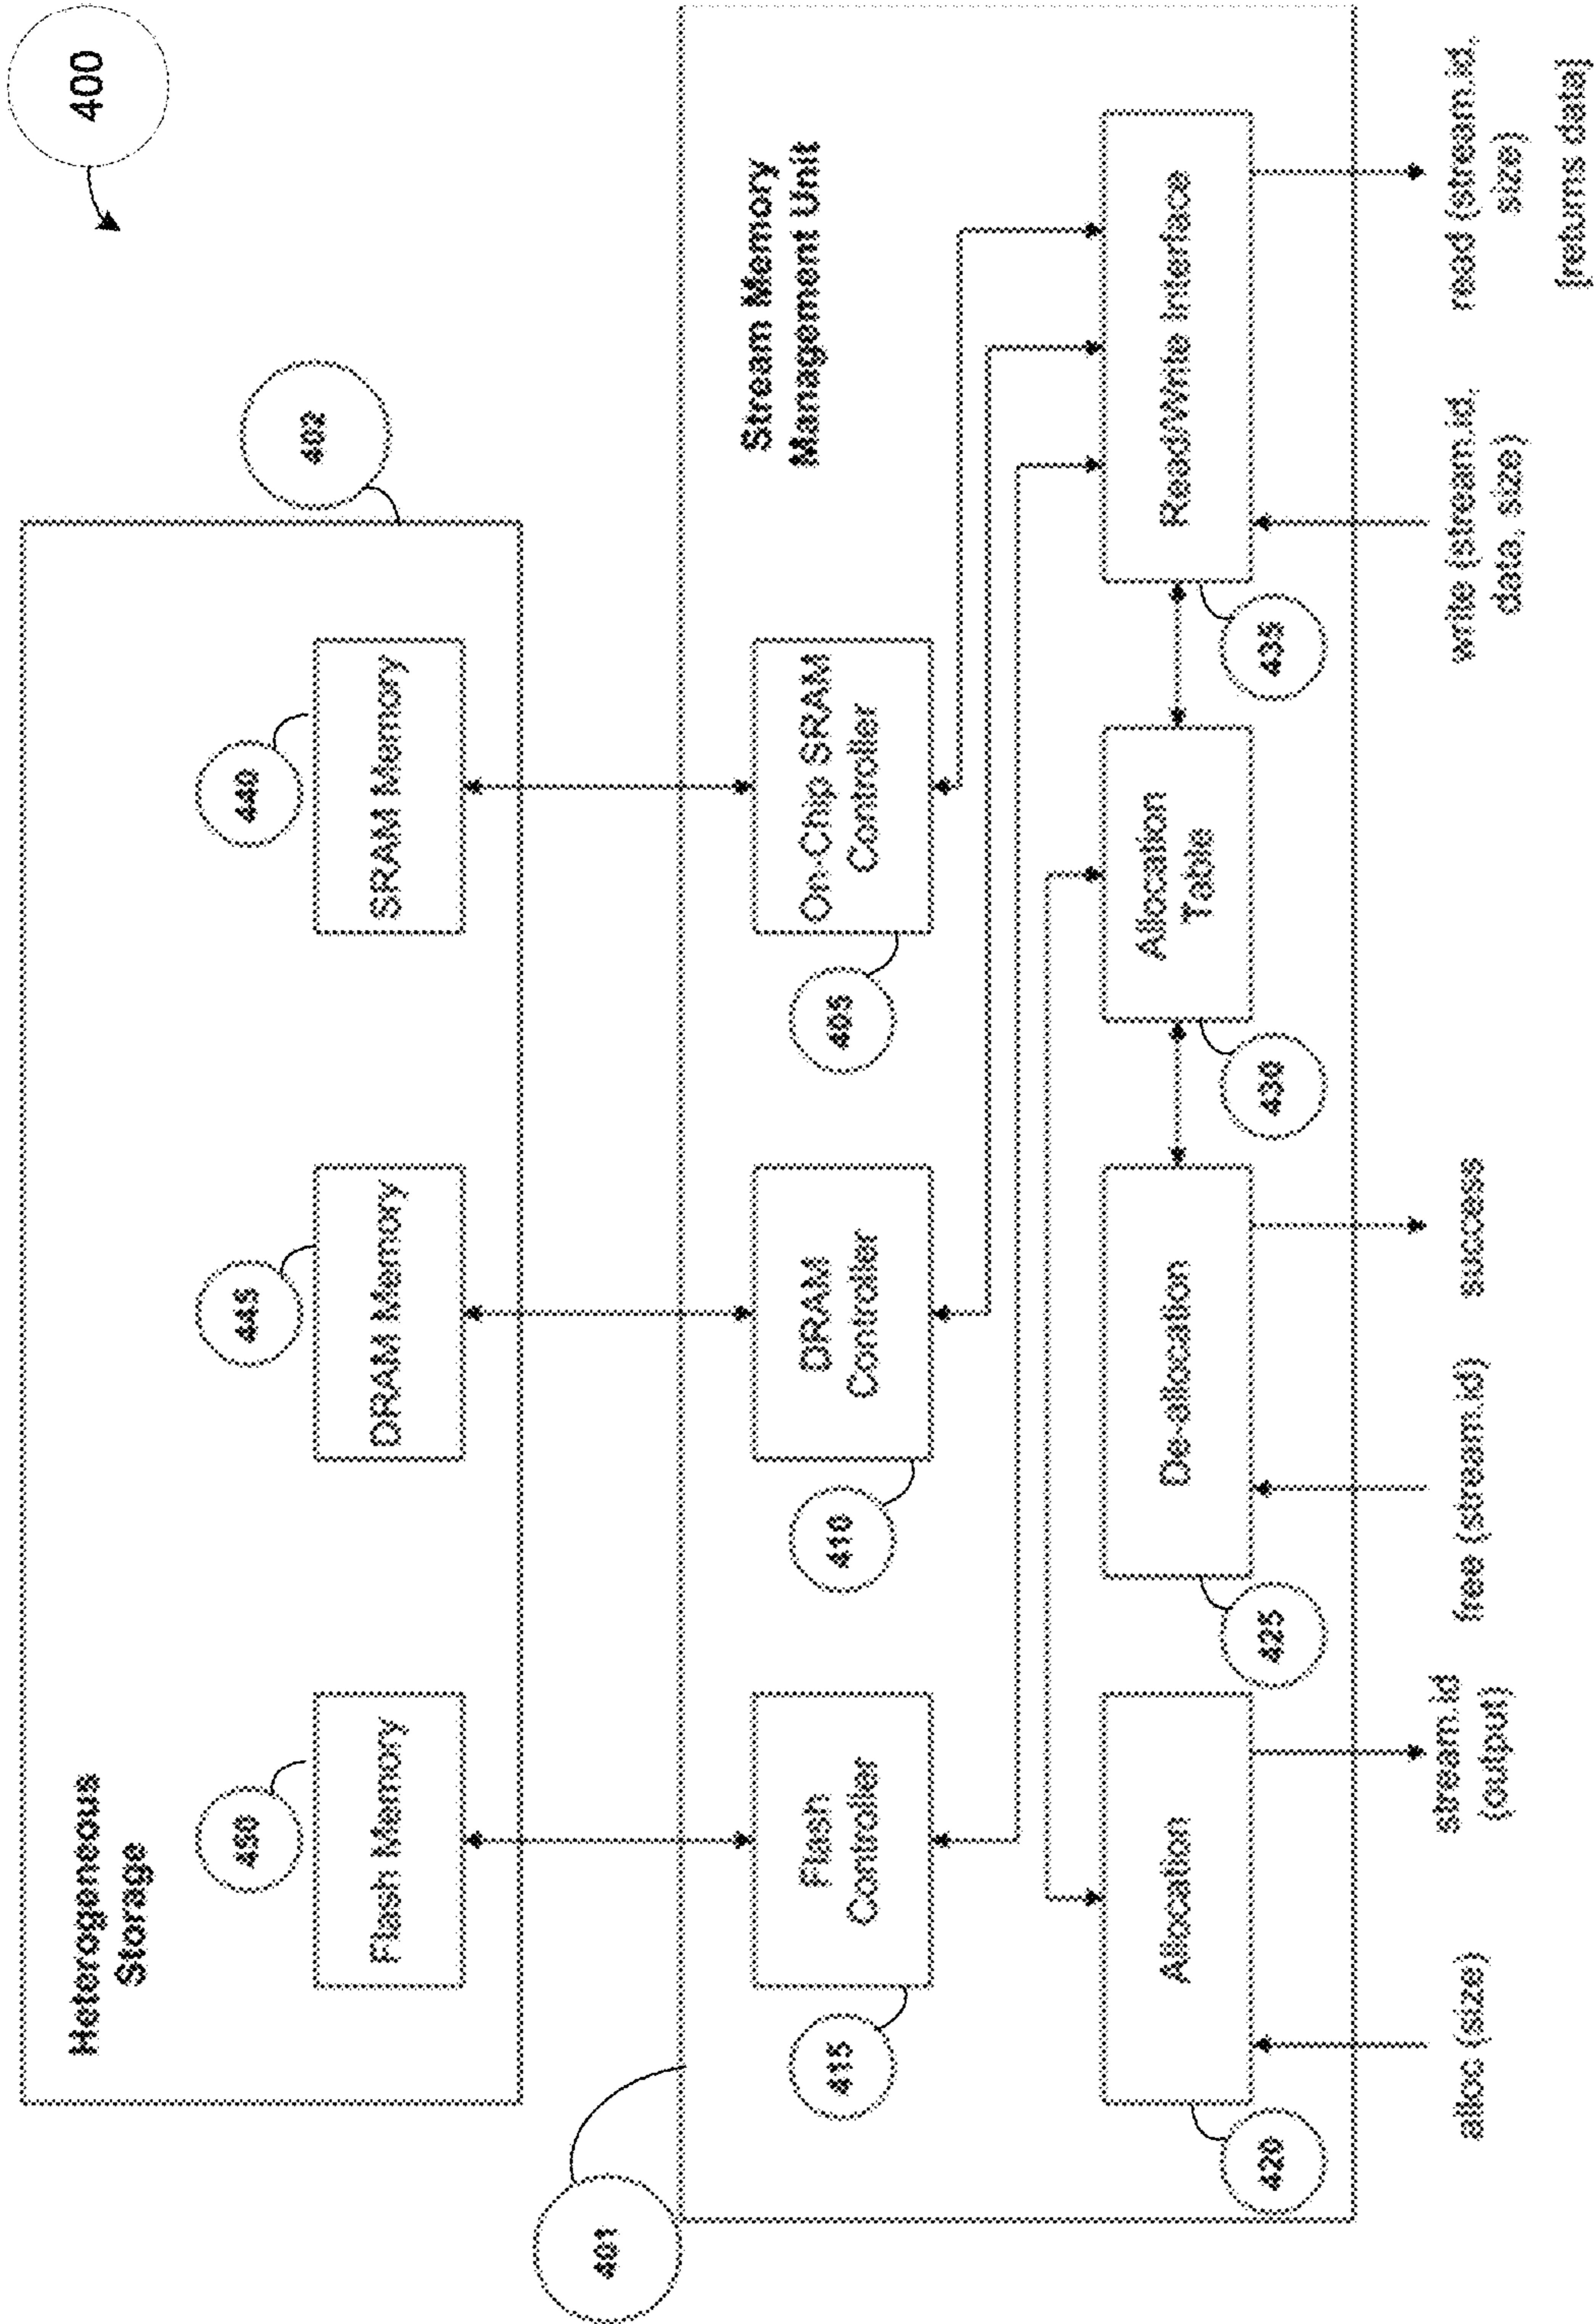 400
Heterogeneous
Storage
402
450
445
440
Flash Memory
DRAM Memory
SRAM Memory
401
Stream Memory
Management Unit
415
Flash
Controller
410
DRAM
Controller
405
On-Chip SRAM
Controller
Allocation
De-allocation
Allocation
Table
Read/Write Interface
420
425
430
435
alloc (size)
stream.id
(output)
free (stream.id)
success
write (stream.id,
data, size)
read (stream.id,
size)
[returns data]